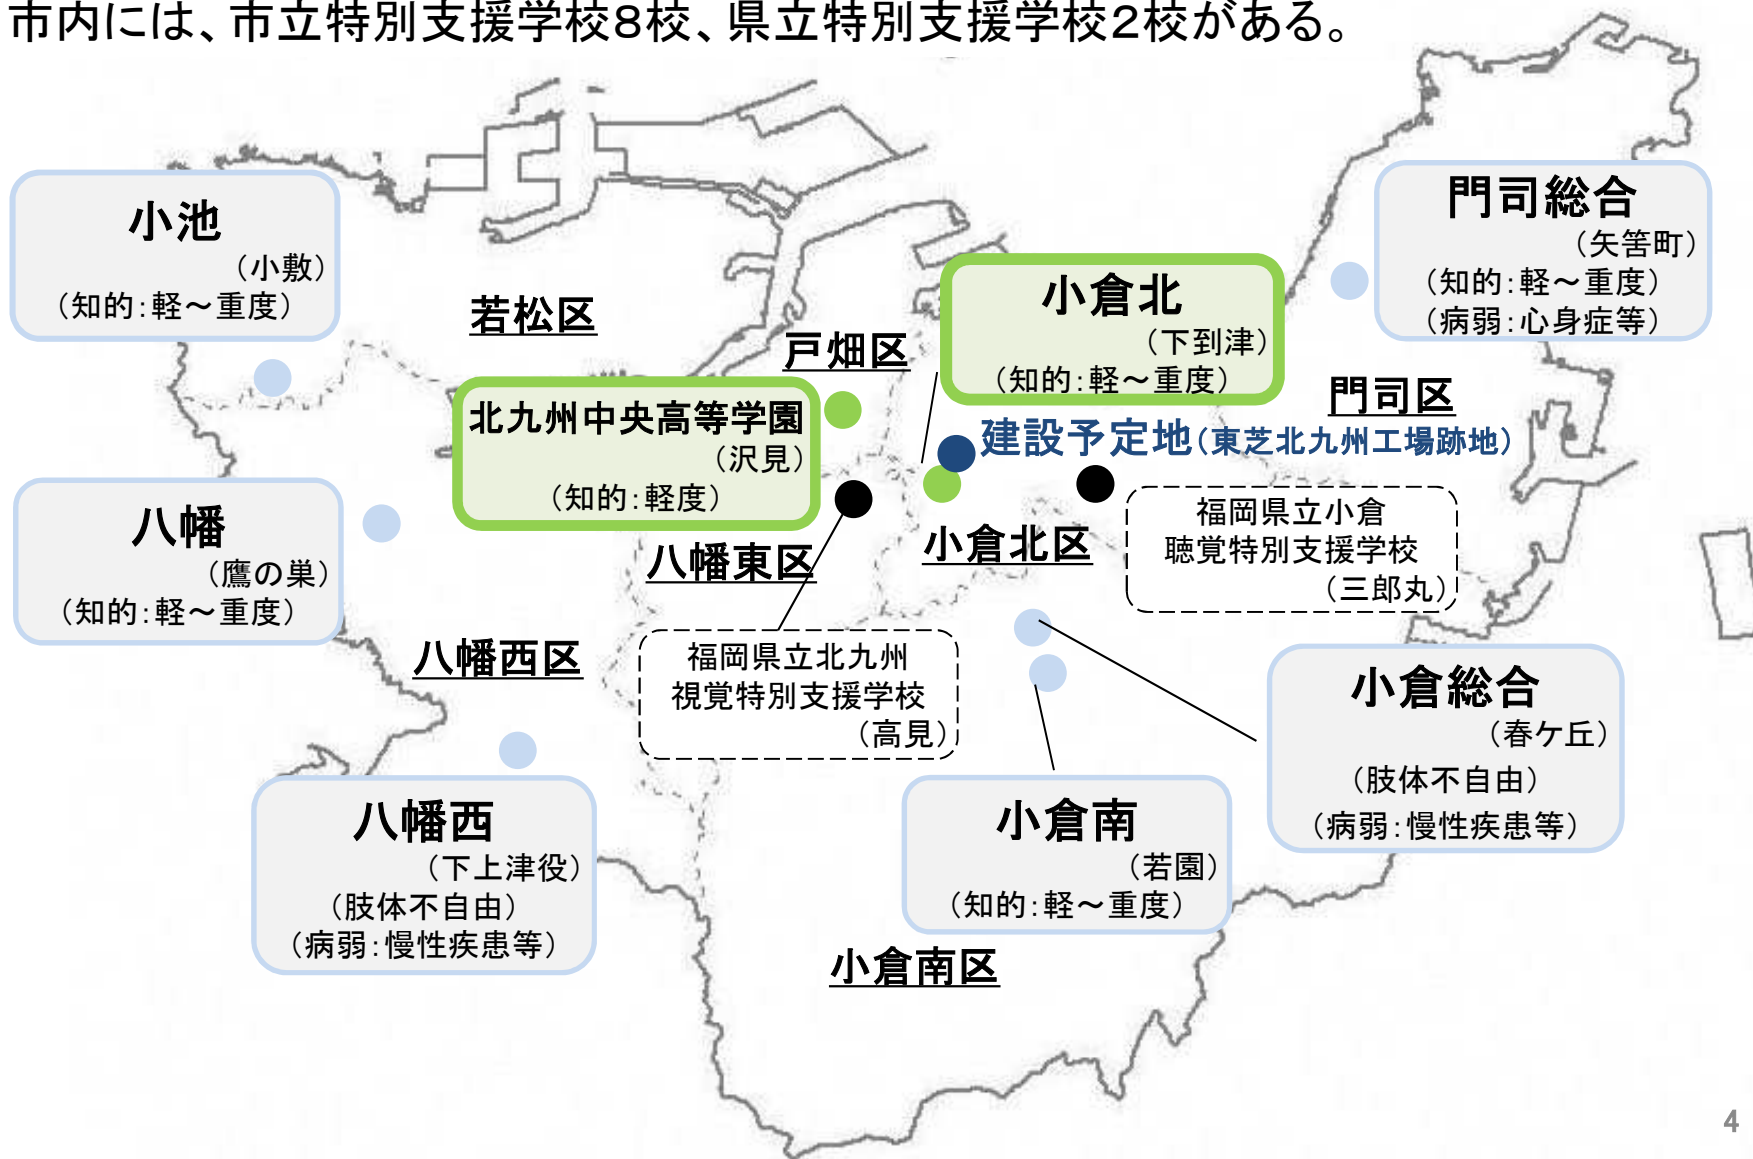 市内には、市立特別支援学校8校、県立特別支援学校2校がある。
小池
（小敷）
（知的：軽～重度）
若松区
戸畑区
小倉北
（下到津）
（知的：軽～重度）
門司総合
（矢筈町）
（知的：軽～重度）
（病弱：心身症等）
門司区
北九州中央高等学園
（沢見）
（知的：軽度）
建設予定地（東芝北九州工場跡地）
八幡
（鷹の巣）
（知的：軽～重度）
八幡東区
小倉北区
福岡県立小倉
聴覚特別支援学校
（三郎丸）
八幡西区
福岡県立北九州
視覚特別支援学校
（高見）
小倉総合
（春ケ丘）
（肢体不自由）
（病弱：慢性疾患等）
八幡西
（下上津役）
（肢体不自由）
（病弱：慢性疾患等）
小倉南
（若園）
（知的：軽～重度）
小倉南区
4